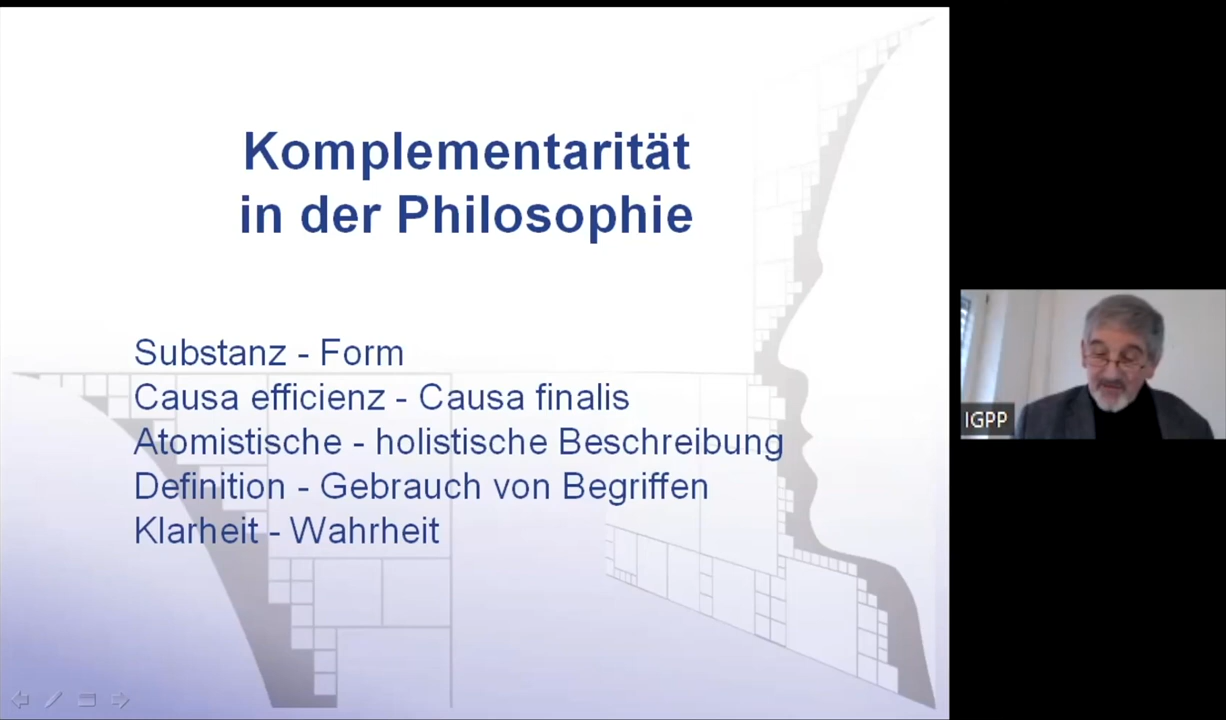 Komplementarität
in der Philosophie
Substanz - Form
Causa efficienz - Causa finalis
Atomistische - holistische Beschreibung
Definition - Gebrauch von Begriffen
Klarheit - Wahrheit
IGPP